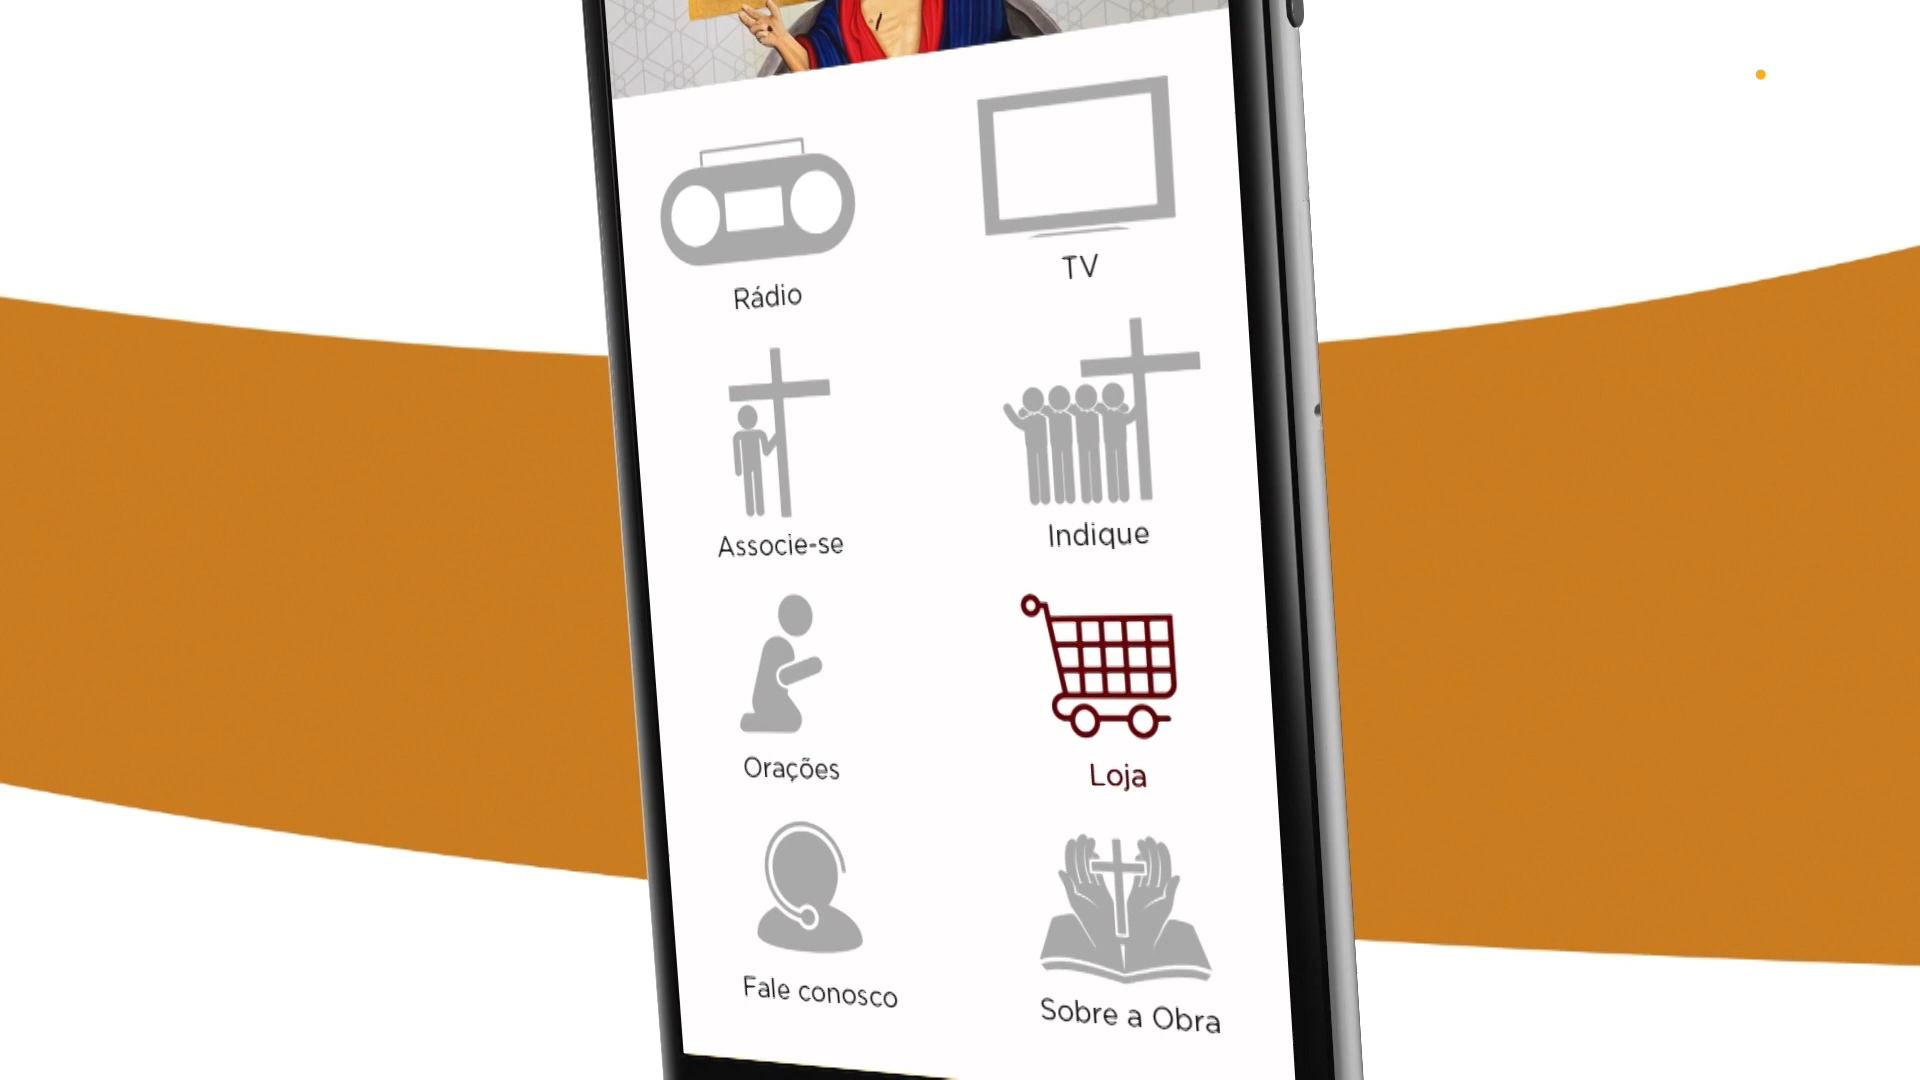 Rádio
TV
Associe-se
Indique
Orações
Loja
Fale conosco
Sobre a Obra